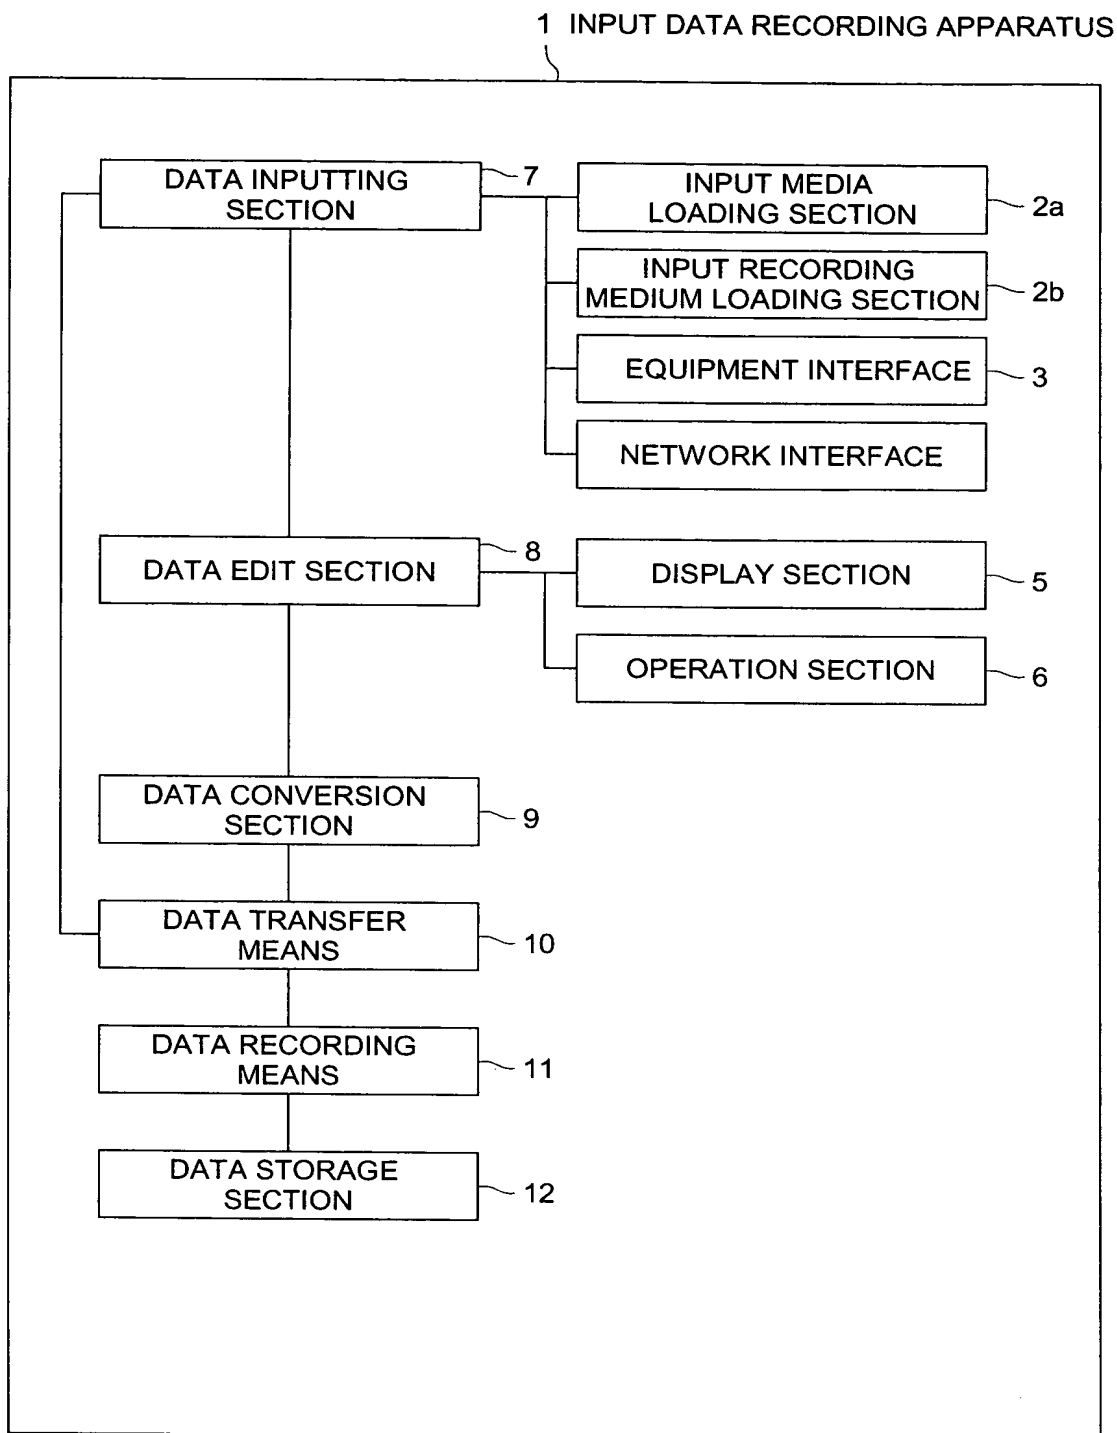 1 INPUT DATA RECORDING APPARATUS
DATA INPUTTING
SECTION
7
INPUT MEDIA
LOADING SECTION
2a
INPUT RECORDING
MEDIUM LOADING SECTION
2b
EQUIPMENT INTERFACE
3
NETWORK INTERFACE
DATA EDIT SECTION
8
DISPLAY SECTION
5
OPERATION SECTION
6
DATA CONVERSION
SECTION
9
DATA TRANSFER
MEANS
10
DATA RECORDING
MEANS
11
DATA STORAGE
SECTION
12